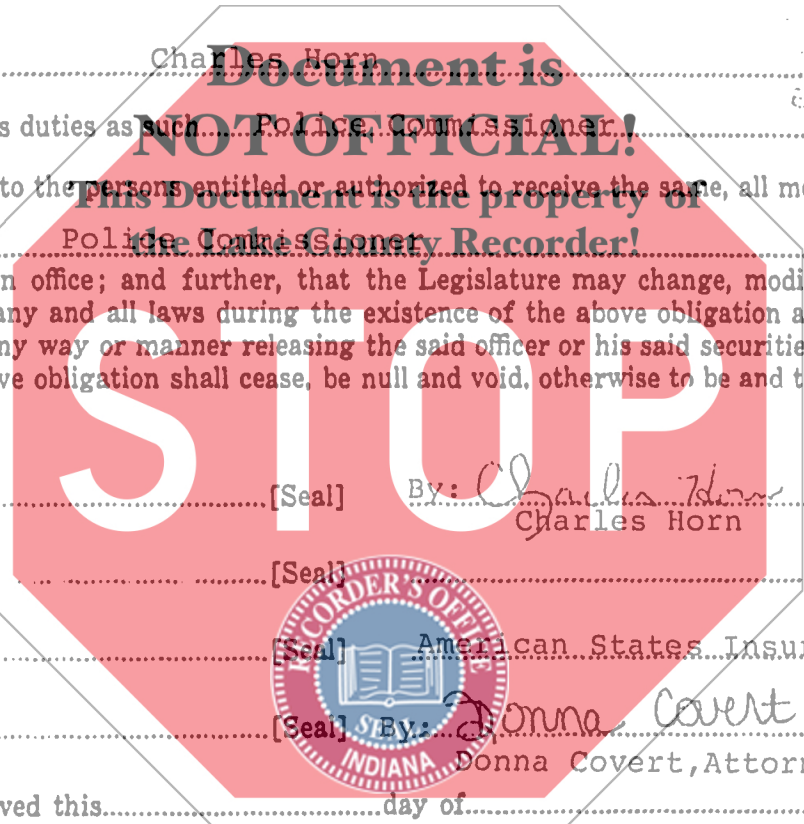 Charles Horn
Document is
s duties as such Police Commissioner
NOT OFFICIAL!
to the persons entitled or authorized to receive the same, all mo
This Document is the property of
Police Commissioner
the Lake County Recorder!
n office; and further, that the Legislature may change, modi
any and all laws during the existence of the above obligation a
ny way or manner releasing the said officer or his said securitie
ve obligation shall cease, be null and void, otherwise to be and t
STOP
[Seal] By: Charles Horn
Charles Horn
[Seal]
RECORDER'S OFFICE
[Seal] American States Insur
[Seal] By: Donna Covert
SEAL
INDIANA
Donna Covert, Attorn
ved this day of